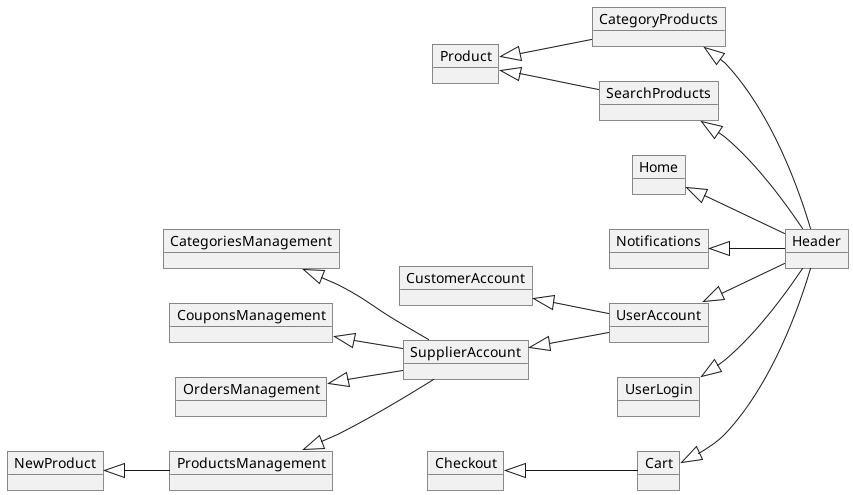 CategoryProducts
Product
SearchProducts
Home
CategoriesManagement
Notifications
Header
CustomerAccount
CouponsManagement
UserAccount
SupplierAccount
OrdersManagement
UserLogin
NewProduct
ProductsManagement
Checkout
Cart